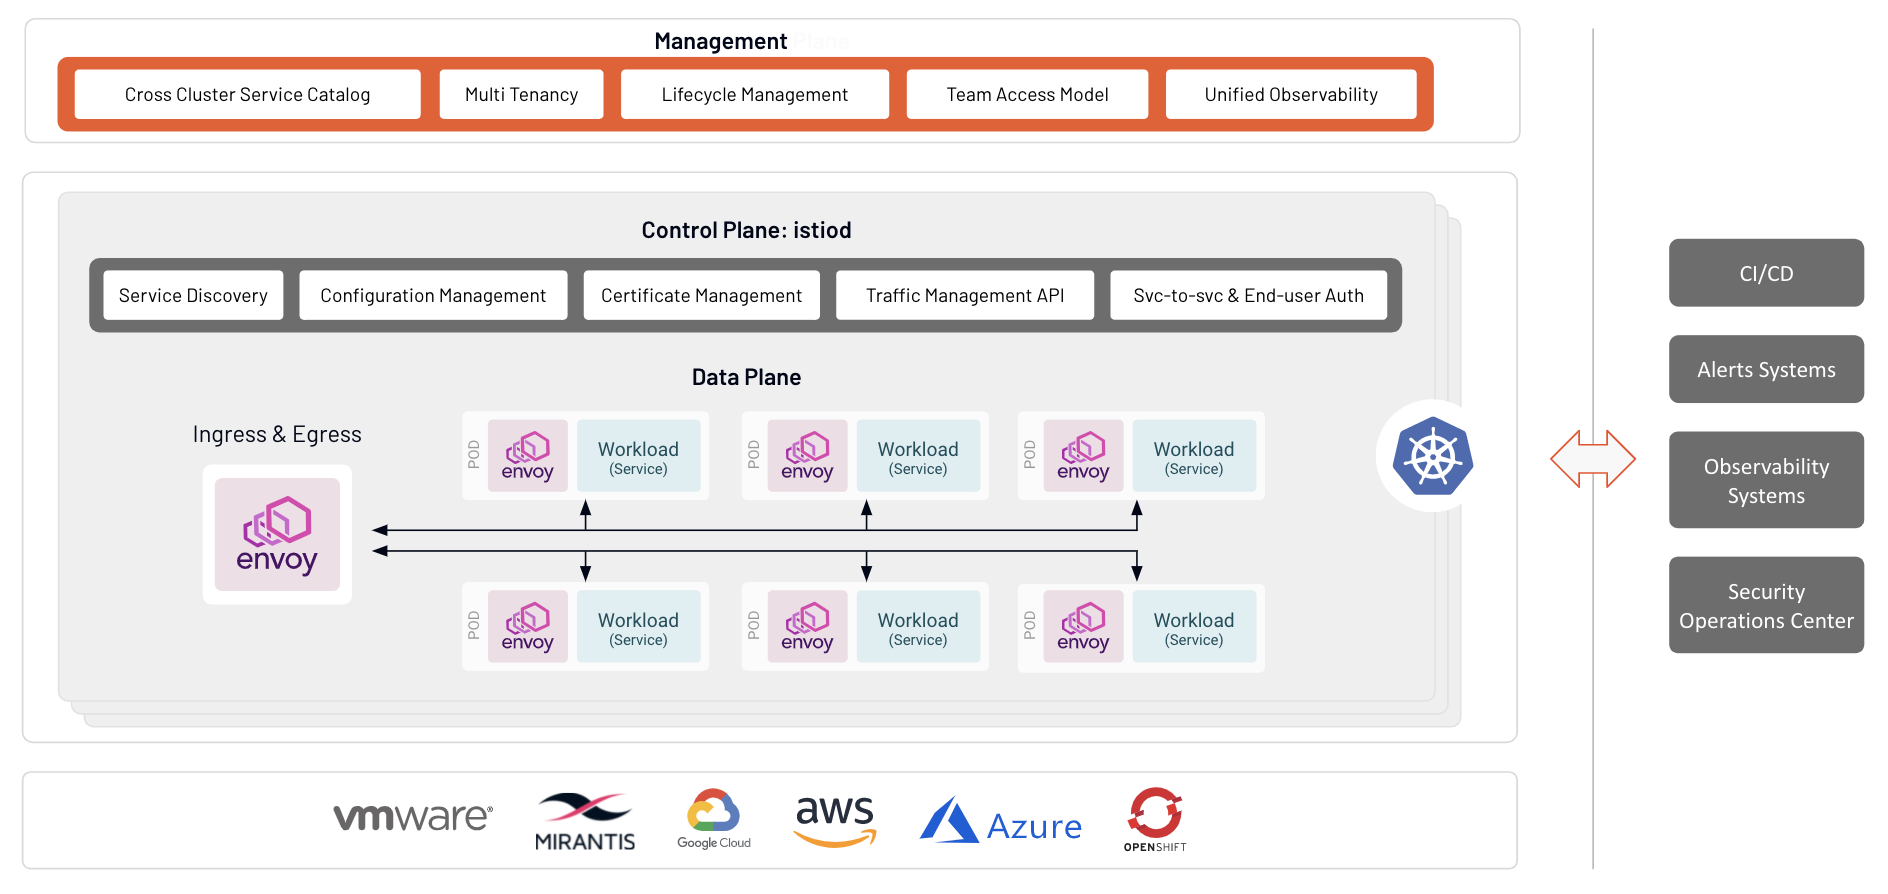 Management Plane
Cross Cluster Service Catalog
Multi Tenancy
Lifecycle Management
Team Access Model
Unified Observability
Control Plane: istiod
Service Discovery
Configuration Management
Certificate Management
Traffic Management API
Svc-to-svc & End-user Auth
Data Plane
Ingress & Egress
envoy
POD
envoy
Workload
(Service)
POD
envoy
Workload
(Service)
POD
envoy
Workload
(Service)
POD
envoy
Workload
(Service)
POD
envoy
Workload
(Service)
POD
envoy
Workload
(Service)
CI/CD
Alerts Systems
Observability
Systems
Security
Operations Center
vmware®
MIRANTIS
Google Cloud
aws
Azure
OPENSHIFT